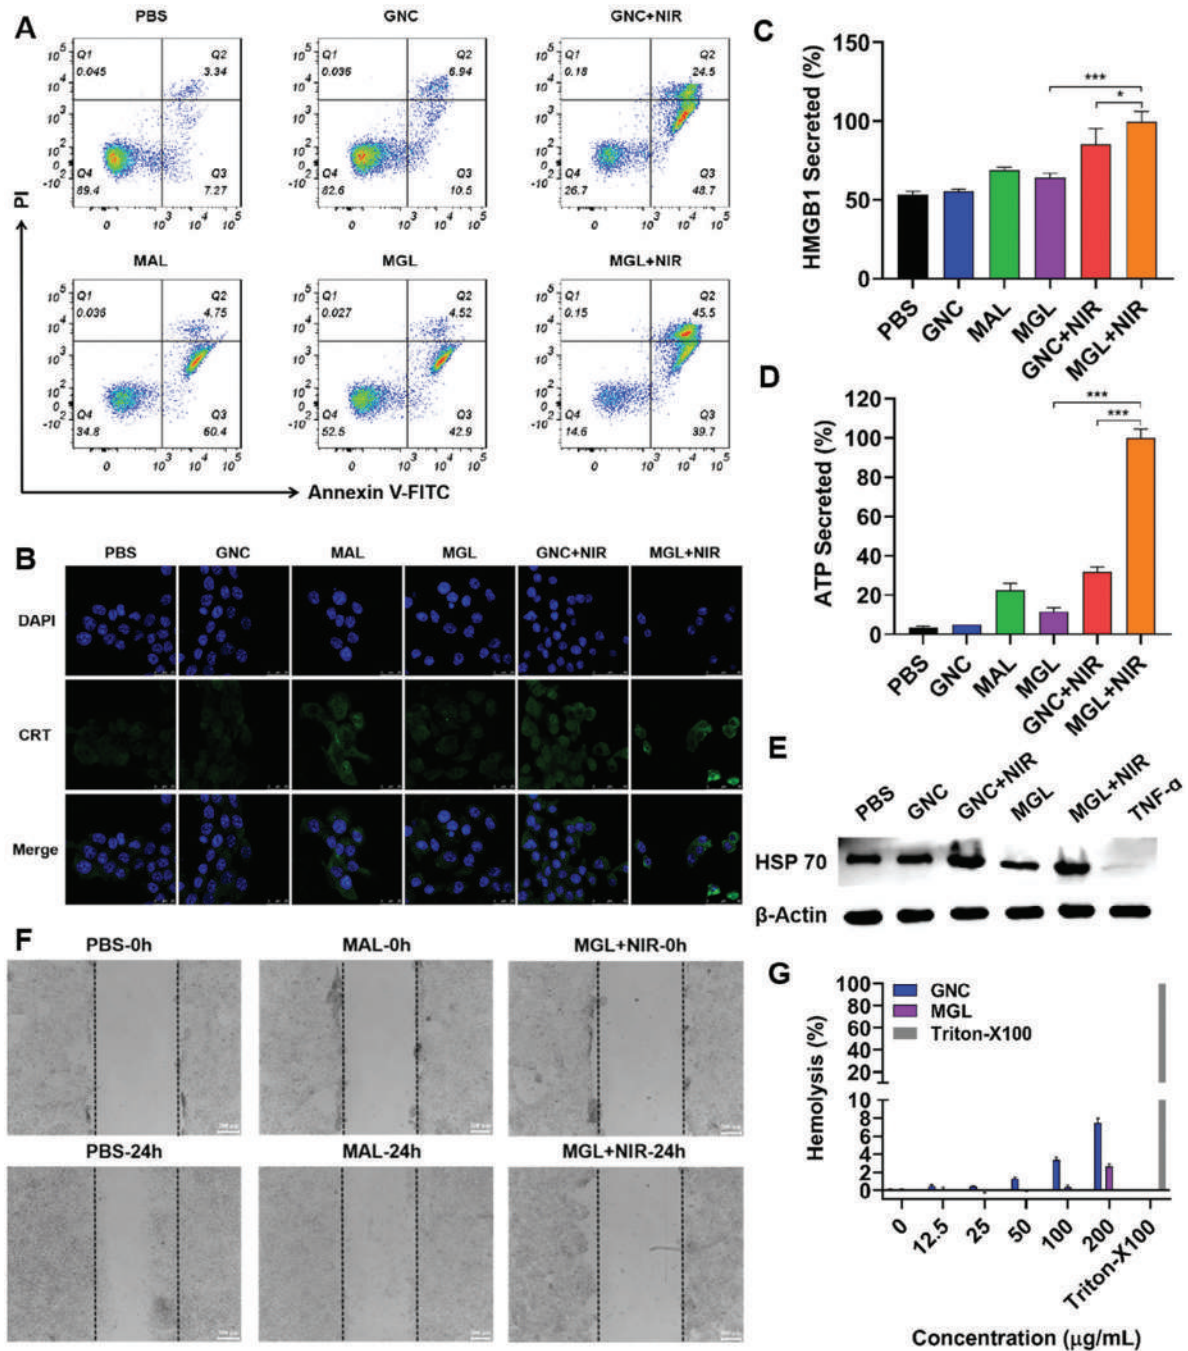 A
PBS
GNC
GNC+NIR
Q1
0.045
Q2
3.34
Q4
89.4
Q3
7.27
Q1
0.036
Q2
6.94
Q4
82.6
Q3
10.5
Q1
0.18
Q2
24.5
Q4
26.7
Q3
48.7
MAL
MGL
MGL+NIR
Q1
0.036
Q2
4.75
Q4
34.8
Q3
60.4
Q1
0.027
Q2
4.52
Q4
52.5
Q3
42.9
Q1
0.15
Q2
45.5
Q4
14.6
Q3
39.7
PI
Annexin V-FITC
B
PBS GNC MAL MGL GNC+NIR MGL+NIR
DAPI
CRT
Merge
C
HMGB1 Secreted (%)
150
100
50
0
***
*
PBS
GNC
MAL
MGL
GNC+NIR
MGL+NIR
D
ATP Secreted (%)
120
100
80
60
40
20
0
***
***
PBS
GNC
MAL
MGL
GNC+NIR
MGL+NIR
E
PBS GNC GNC+NIR MGL MGL+NIR TNF-α
HSP 70
β-Actin
F
PBS-0h MAL-0h MGL+NIR-0h
PBS-24h MAL-24h MGL+NIR-24h
G
Hemolysis (%)
100
80
60
40
20
10
8
6
4
2
0
GNC
MGL
Triton-X100
0 12.5 25 50 100 200 Triton-X100
Concentration (μg/mL)